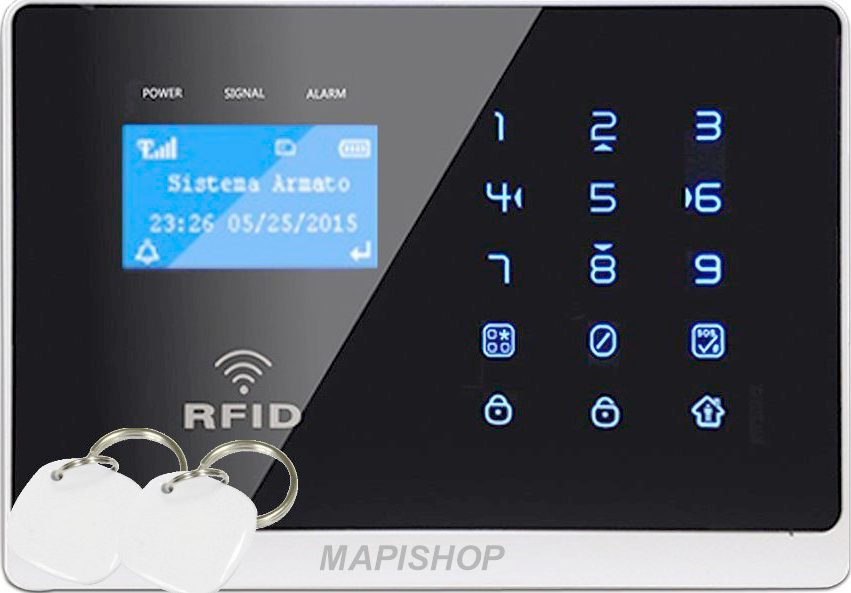 POWER SIGNAL ALARM
Sistema Armato
23:26 05/25/2015
1 2 3
4 5 6
7 8 9
* 0 SOS
RFID
MAPISHOP